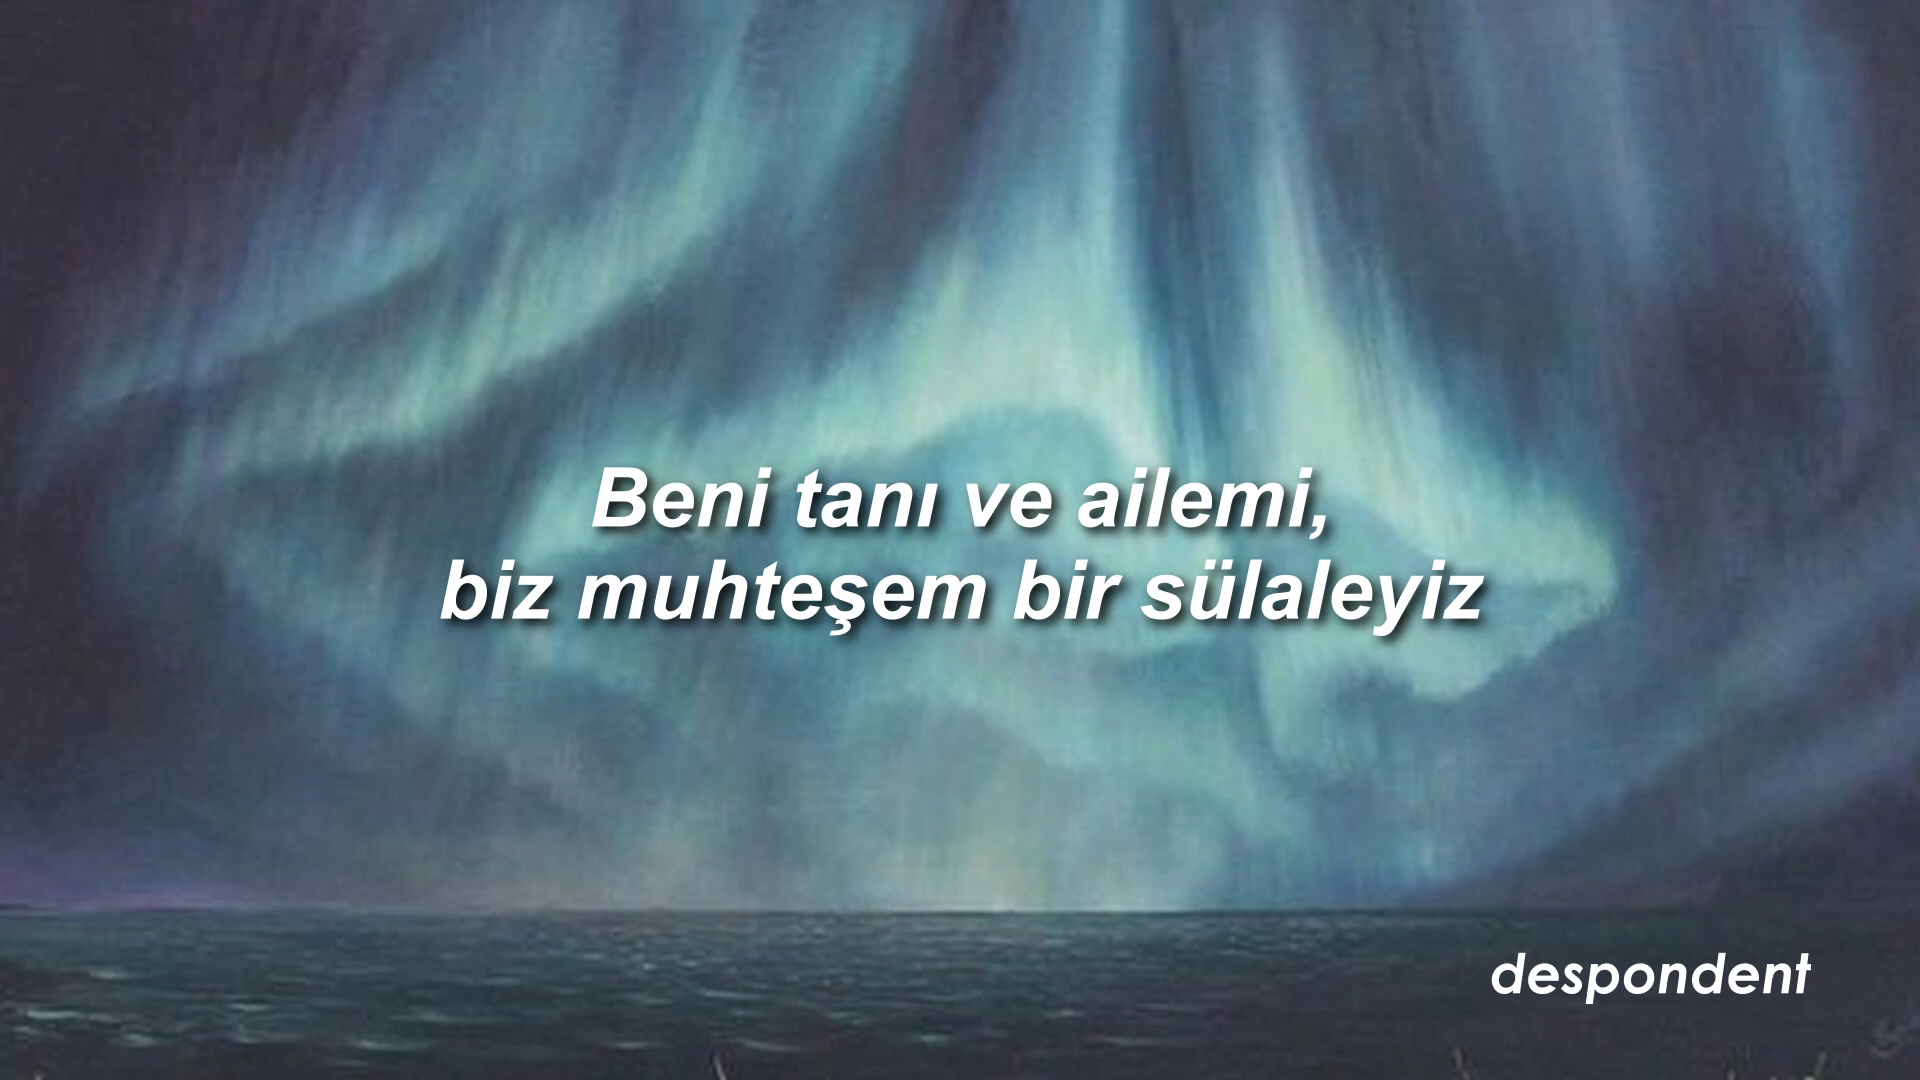 Beni tanı ve ailemi,
biz muhteşem bir sülaleyiz
despondent